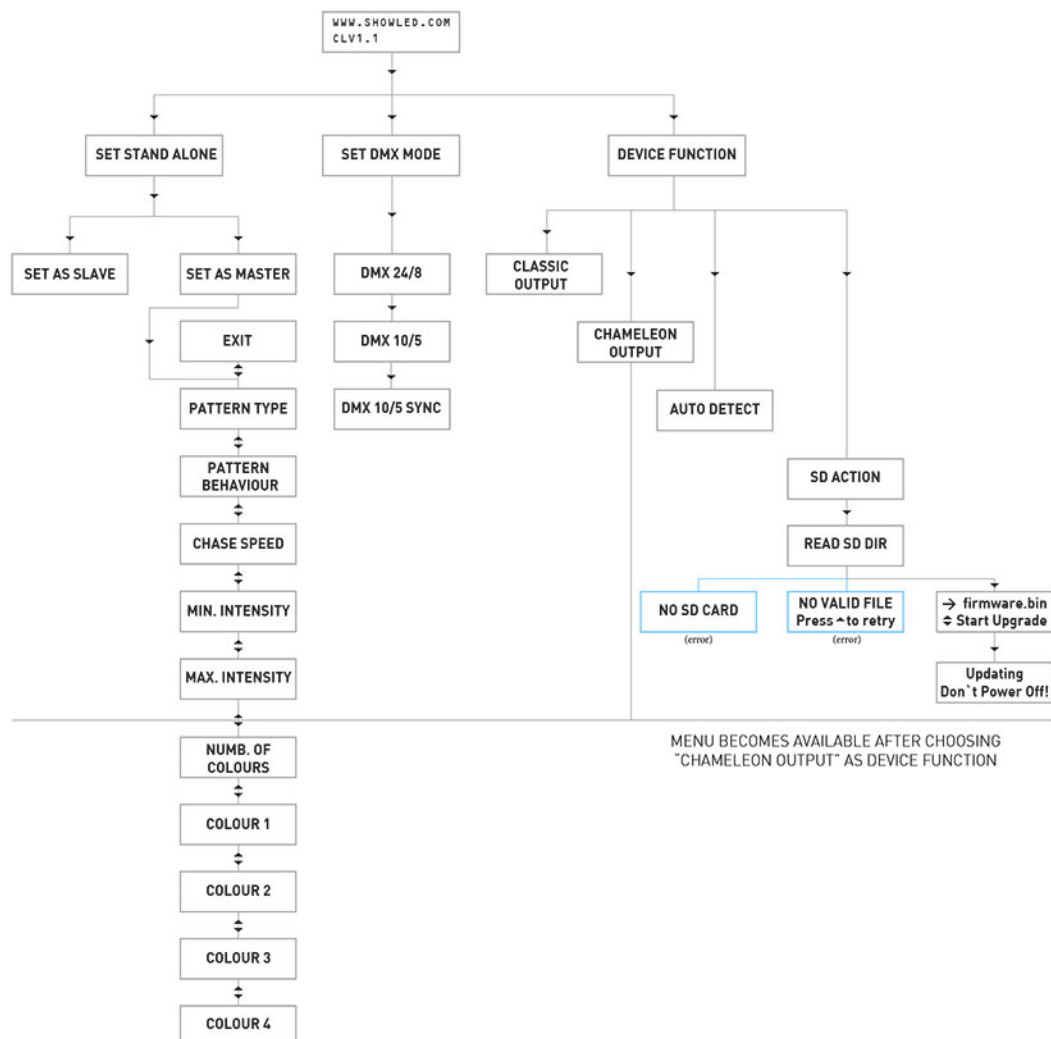 WWW.SHOWLED.COM
CLV1.1
SET STAND ALONE
SET DMX MODE
DEVICE FUNCTION
SET AS SLAVE
SET AS MASTER
DMX 24/8
CLASSIC
OUTPUT
EXIT
DMX 10/5
CHAMELEON
OUTPUT
PATTERN TYPE
DMX 10/5 SYNC
AUTO DETECT
PATTERN
BEHAVIOUR
SD ACTION
CHASE SPEED
READ SD DIR
MIN. INTENSITY
NO SD CARD
(error)
NO VALID FILE
Press to retry
(error)
→ firmware.bin
Start Upgrade
MAX. INTENSITY
Updating
Don`t Power Off!
NUMB. OF
COLOURS
MENU BECOMES AVAILABLE AFTER CHOOSING
"CHAMELEON OUTPUT" AS DEVICE FUNCTION
COLOUR 1
COLOUR 2
COLOUR 3
COLOUR 4